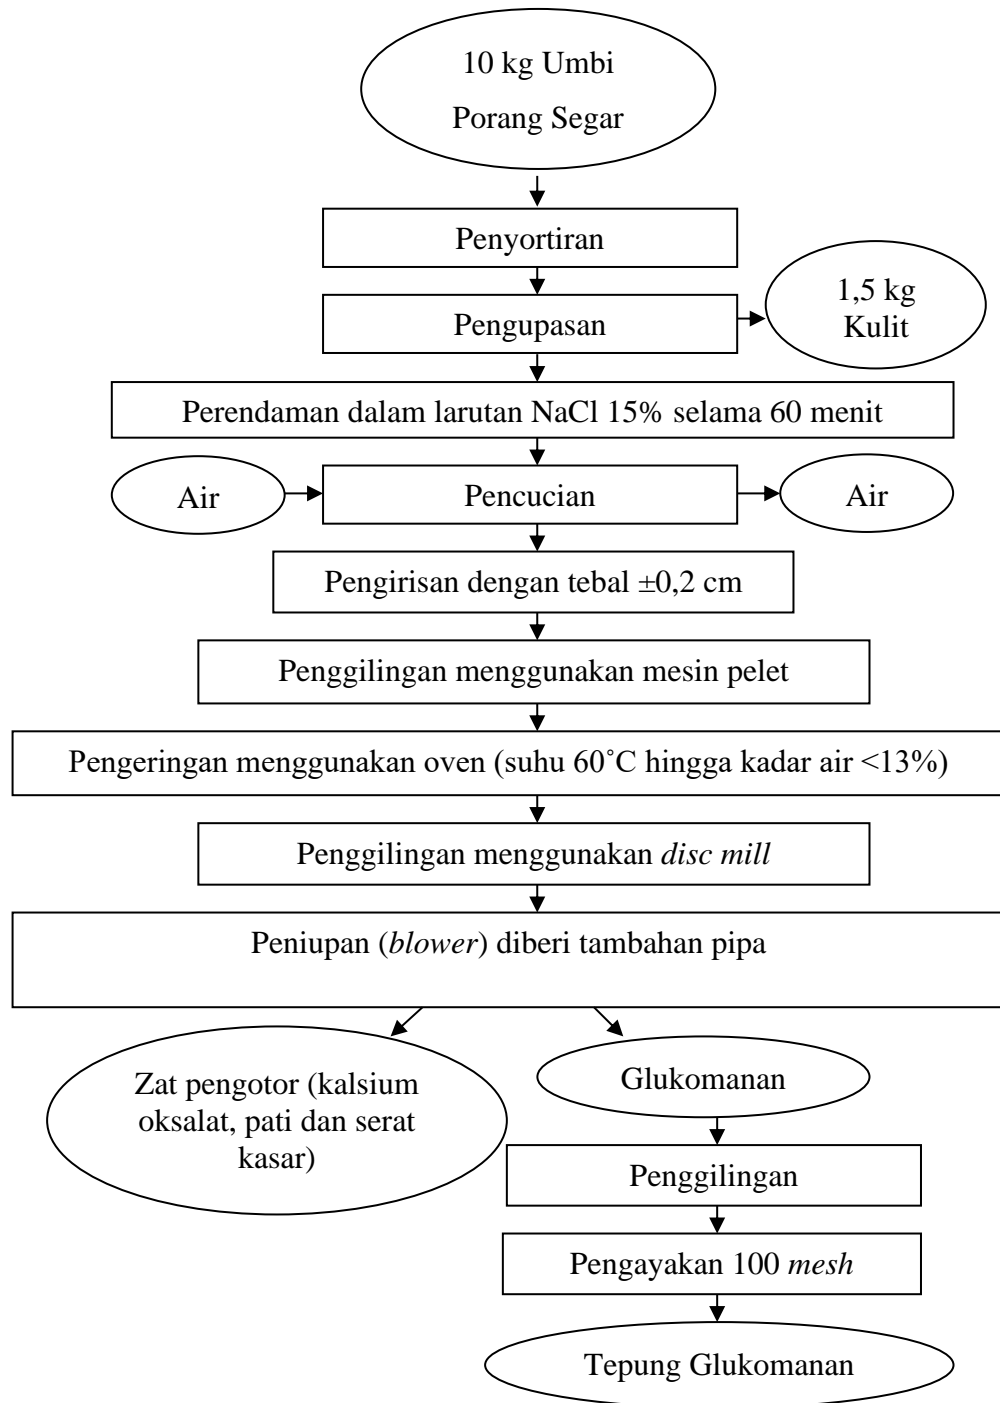 10 kg Umbi
Porang Segar
Penyortiran
Pengupasan
1,5 kg
Kulit
Perendaman dalam larutan NaCl 15% selama 60 menit
Air
Pencucian
Air
Pengirisan dengan tebal ±0,2 cm
Penggilingan menggunakan mesin pelet
Pengeringan menggunakan oven (suhu 60˚C hingga kadar air <13%)
Penggilingan menggunakan disc mill
Peniupan (blower) diberi tambahan pipa
Zat pengotor (kalsium
oksalat, pati dan serat
kasar)
Glukomanan
Penggilingan
Pengayakan 100 mesh
Tepung Glukomanan